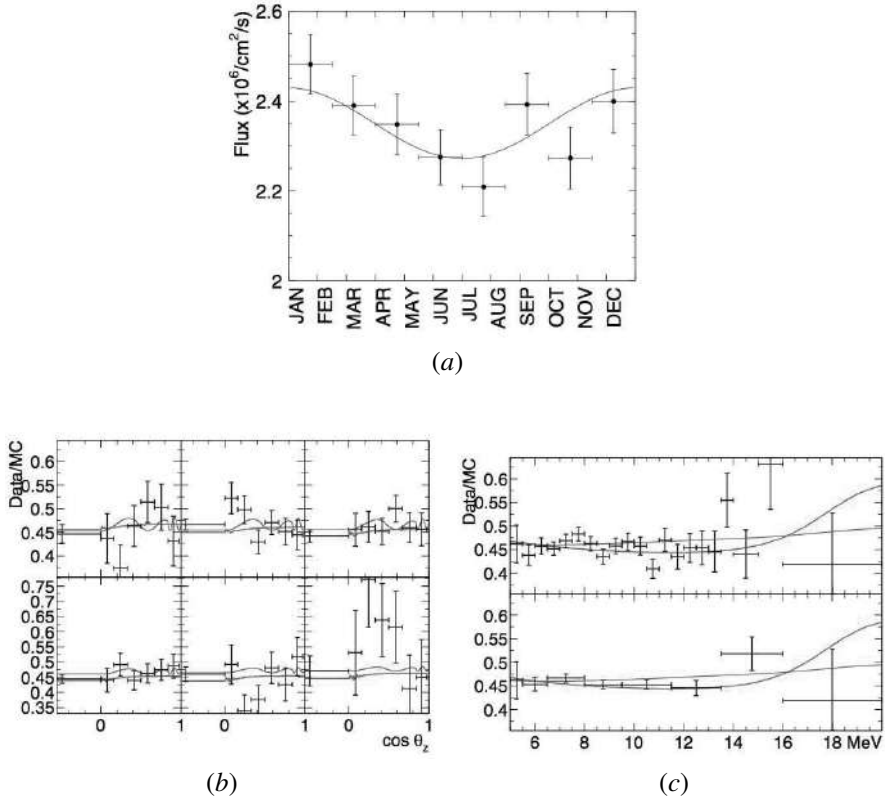 Flux (x10⁶/cm²/s)
2.6
2.4
2.2
2
JAN
FEB
MAR
APR
MAY
JUN
JUL
AUG
SEP
OCT
NOV
DEC
(a)
Data/MC
0.6
0.55
0.5
0.45
0.4
0.75
0.7
0.65
0.6
0.55
0.5
0.45
0.4
0.35
0 1 0 1 0 1
cos θz
(b)
Data/MC
0.6
0.55
0.5
0.45
0.4
0.6
0.55
0.5
0.45
0.4
6 8 10 12 14 16 18 MeV
(c)